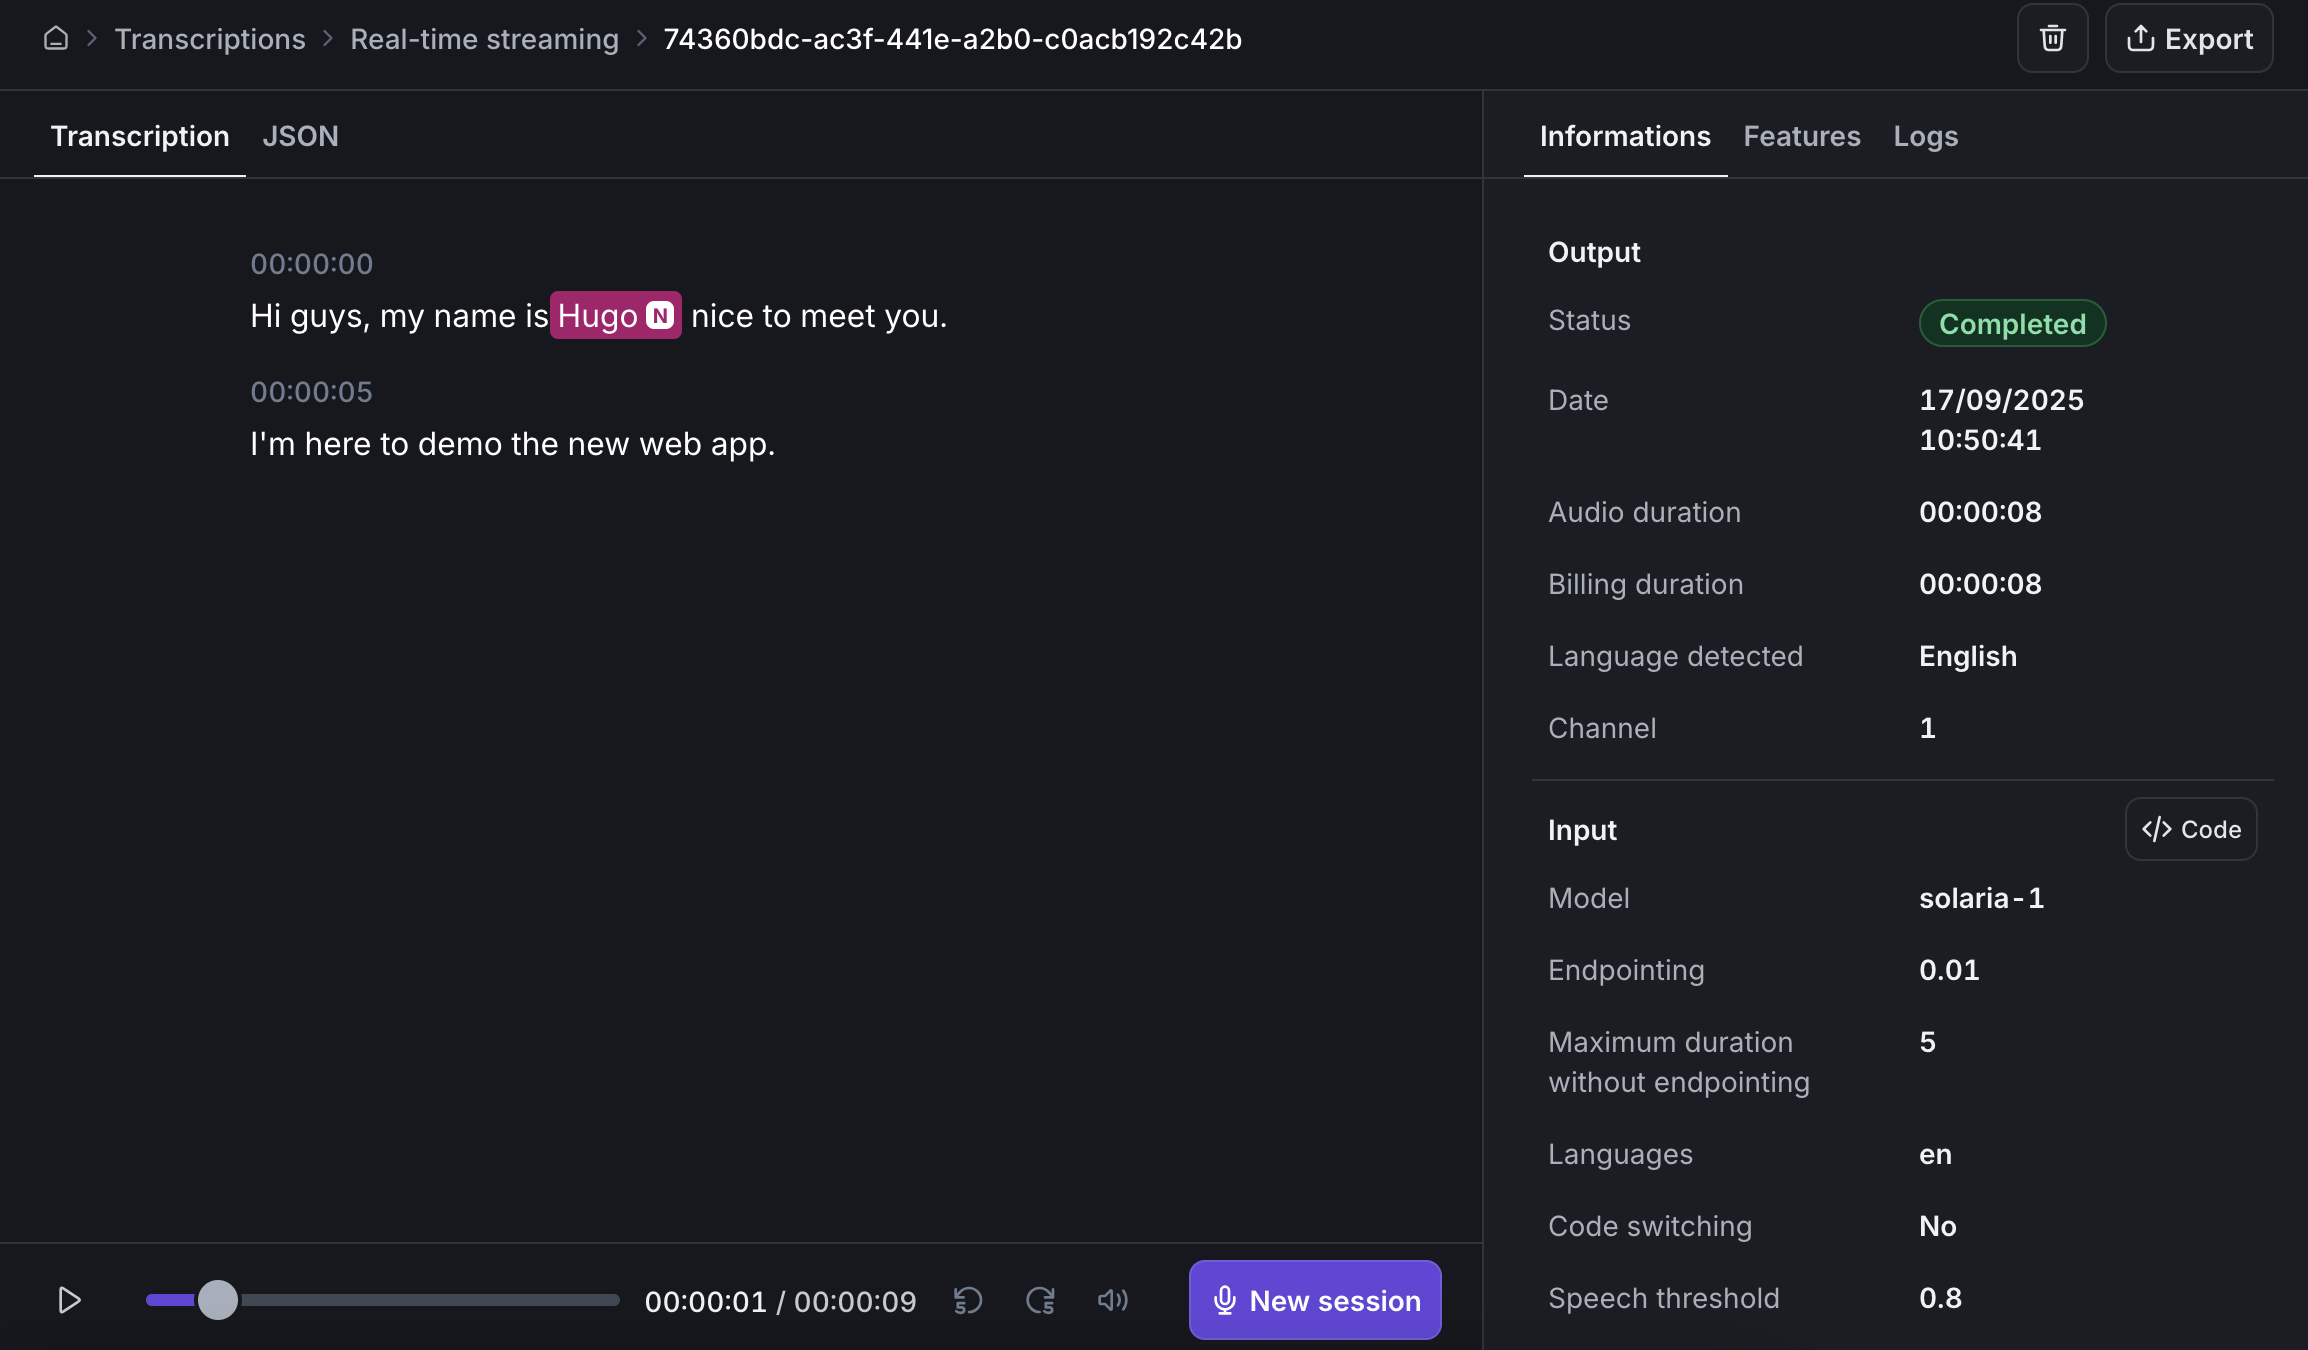 Transcriptions > Real-time streaming > 74360bdc-ac3f-441e-a2b0-c0acb192c42b
Export
Transcription JSON
Informations Features Logs
00:00:00
Hi guys, my name is Hugo N nice to meet you.
00:00:05
I'm here to demo the new web app.
00:00:01 / 00:00:09
5
5
New session
Output
Status Completed
Date 17/09/2025
10:50:41
Audio duration 00:00:08
Billing duration 00:00:08
Language detected English
Channel 1
Input
</> Code
Model solaria-1
Endpointing 0.01
Maximum duration 5
without endpointing
Languages en
Code switching No
Speech threshold 0.8